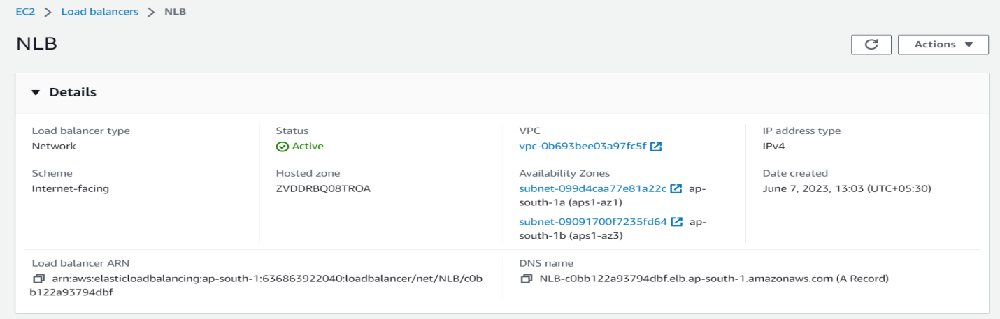 EC2 > Load balancers > NLB
NLB
Actions
Details
Load balancer type
Network
Status
Active
VPC
vpc-0b693bee03a97fc5f
IP address type
IPv4
Scheme
Internet-facing
Hosted zone
ZVDDRBQ08TROA
Availability Zones
subnet-099d4caa77e81a22c ap-
south-1a (aps1-az1)
subnet-09091700f7235fd64 ap-
south-1b (aps1-az3)
Date created
June 7, 2023, 13:03 (UTC+05:30)
Load balancer ARN
arn:aws:elasticloadbalancing:ap-south-1:636863922040:loadbalancer/net/NLB/c0b
b122a93794dbf
DNS name
NLB-c0bb122a93794dbf.elb.ap-south-1.amazonaws.com (A Record)